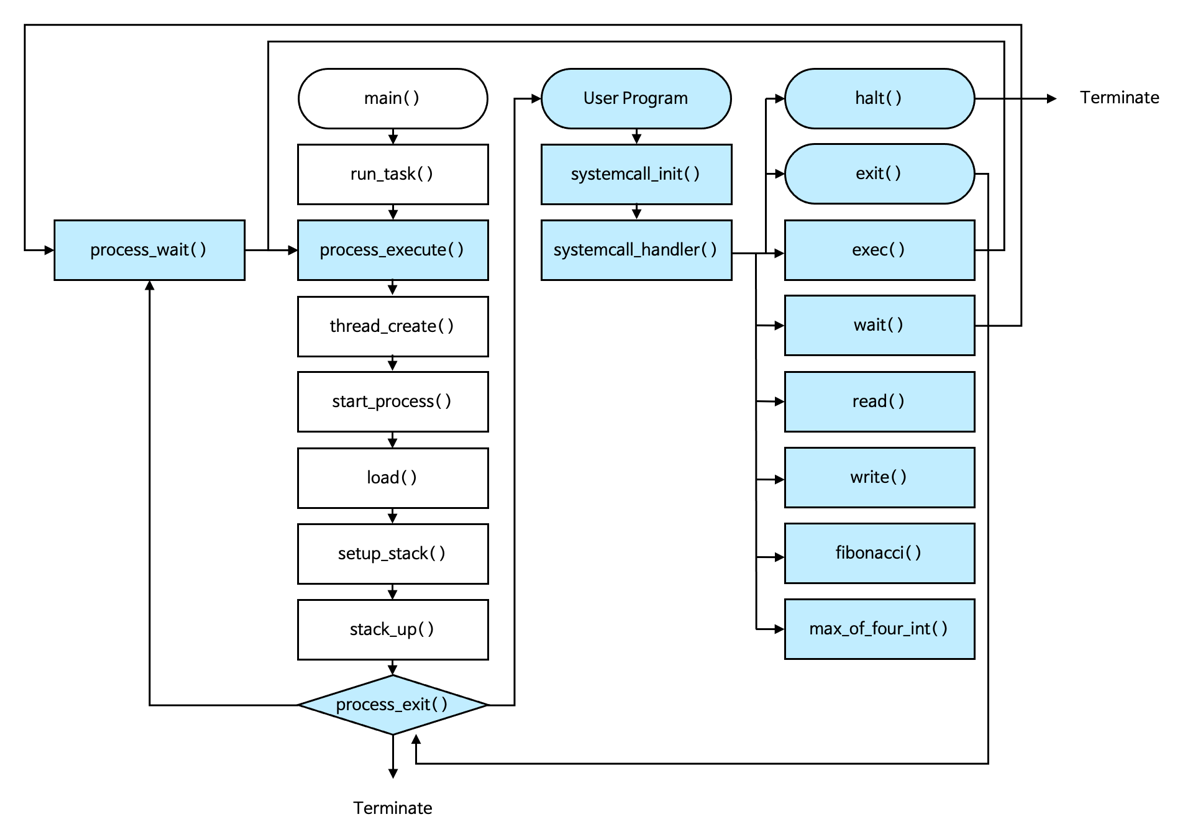 main()
User Program
halt()
Terminate
run_task()
systemcall_init()
exit()
process_wait()
process_execute()
systemcall_handler()
exec()
thread_create()
wait()
start_process()
read()
load()
write()
setup_stack()
fibonacci()
stack_up()
max_of_four_int()
process_exit()
Terminate